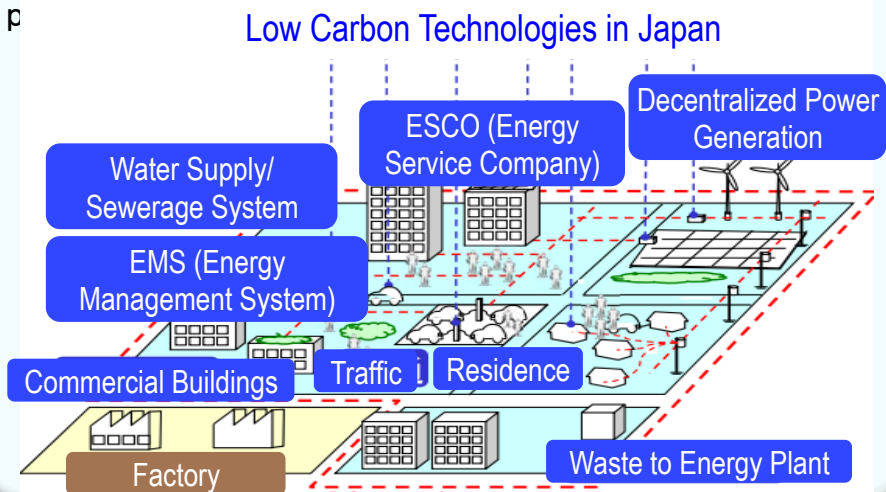 p
Low Carbon Technologies in Japan
Decentralized Power
Generation
ESCO (Energy
Service Company)
Water Supply/
Sewerage System
EMS (Energy
Management System)
Commercial Buildings
Traffic
Residence
Factory
Waste to Energy Plant